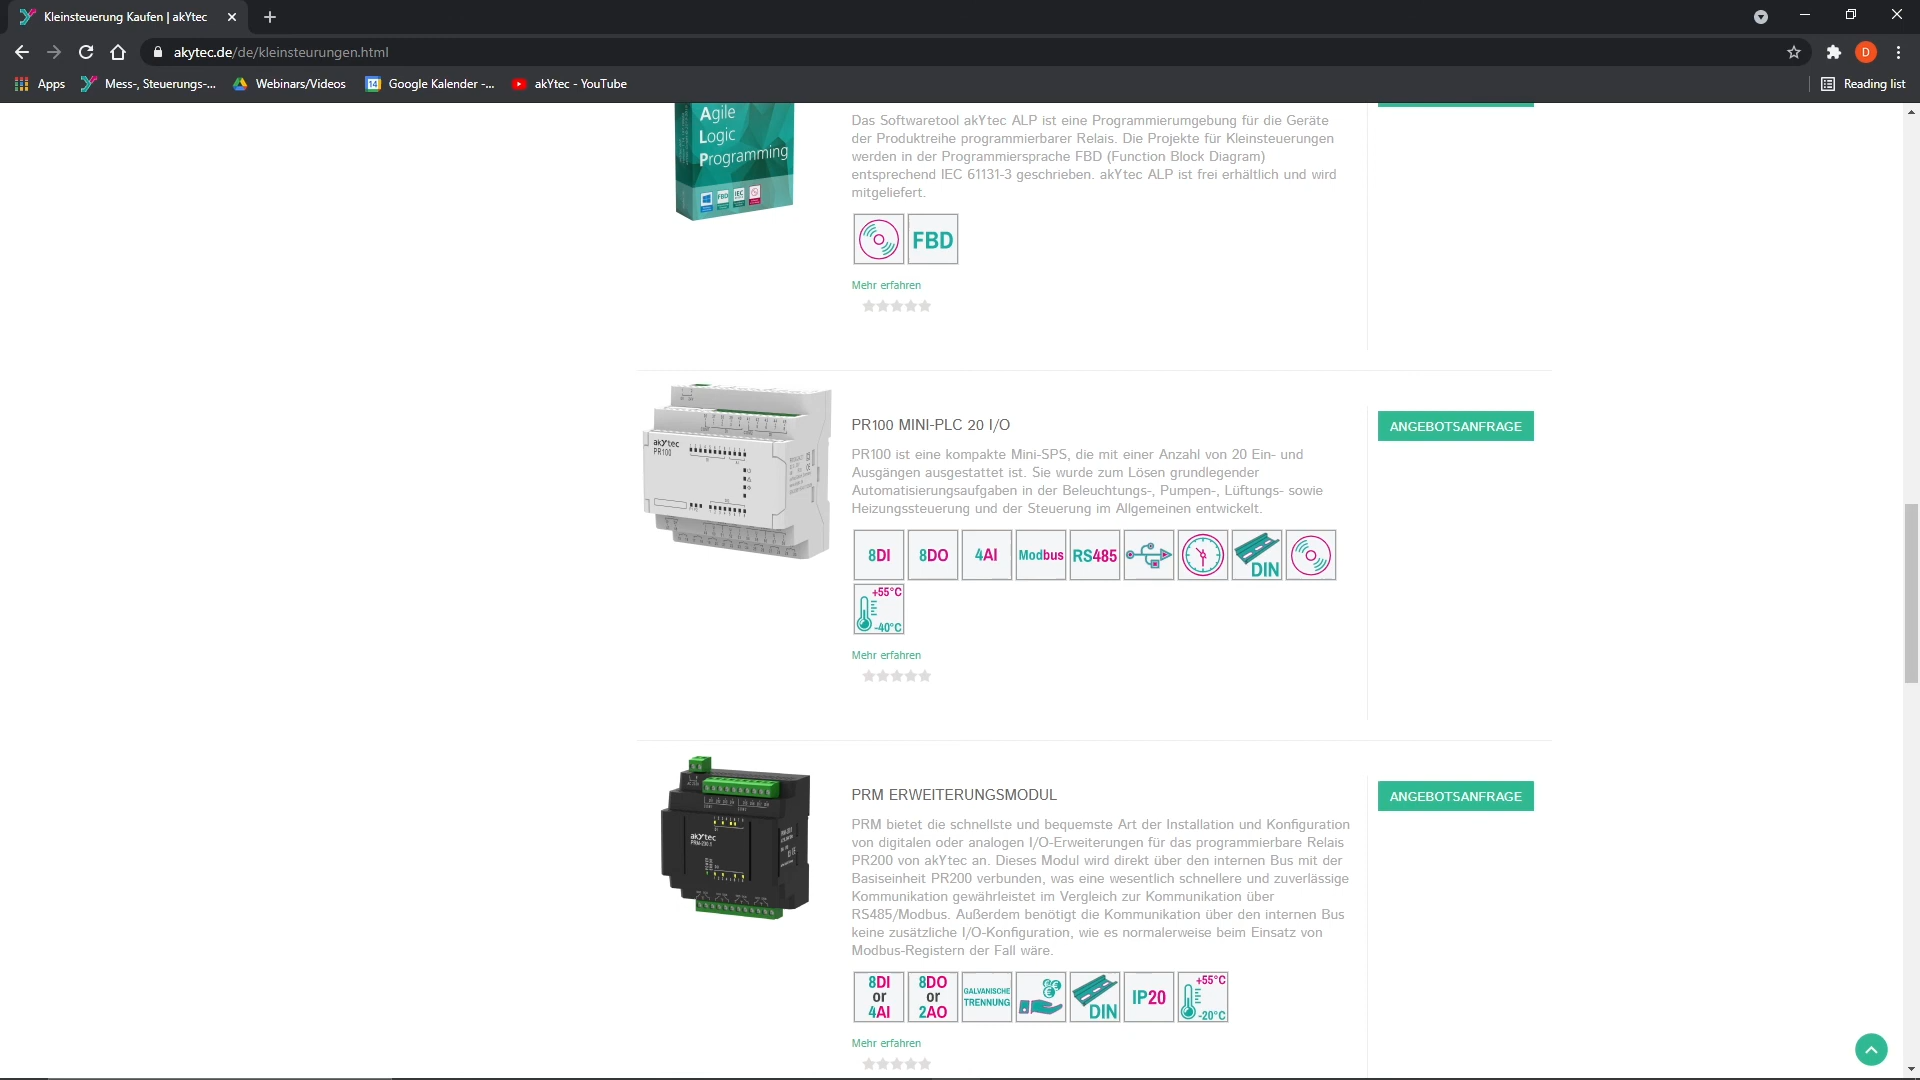 Kleinsteuerung Kaufen | akYtec
akytec.de/de/kleinsteurungen.html
D
Apps
Mess-, Steuerungs-...
Webinars/Videos
14
Google Kalender -...
akYtec - YouTube
Reading list
Agile
Logic
Programming
FBD
IEC
Das Softwaretool akYtec ALP ist eine Programmierumgebung für die Geräte
der Produktreihe programmierbarer Relais. Die Projekte für Kleinsteuerungen
werden in der Programmiersprache FBD (Function Block Diagram)
entsprechend IEC 61131-3 geschrieben. akYtec ALP ist frei erhältlich und wird
mitgeliefert.
FBD
Mehr erfahren
akYtec
PR100
PR100 MINI-PLC 20 I/O
ANGEBOTSANFRAGE
PR100 ist eine kompakte Mini-SPS, die mit einer Anzahl von 20 Ein- und
Ausgängen ausgestattet ist. Sie wurde zum Lösen grundlegender
Automatisierungsaufgaben in der Beleuchtungs-, Pumpen-, Lüftungs- sowie
Heizungssteuerung und der Steuerung im Allgemeinen entwickelt.
8DI
8DO
4AI
Modbus
RS485
DIN
+55°C
-40°C
Mehr erfahren
akYtec
PRM ERWEITERUNGSMODUL
ANGEBOTSANFRAGE
PRM bietet die schnellste und bequemste Art der Installation und Konfiguration
von digitalen oder analogen I/O-Erweiterungen für das programmierbare Relais
PR200 von akYtec an. Dieses Modul wird direkt über den internen Bus mit der
Basiseinheit PR200 verbunden, was eine wesentlich schnellere und zuverlässige
Kommunikation gewährleistet im Vergleich zur Kommunikation über
RS485/Modbus. Außerdem benötigt die Kommunikation über den internen Bus
keine zusätzliche I/O-Konfiguration, wie es normalerweise beim Einsatz von
Modbus-Registern der Fall wäre.
8DI
or
4AI
8DO
or
2AO
GALVANISCHE
TRENNUNG
DIN
IP20
+55°C
-20°C
Mehr erfahren